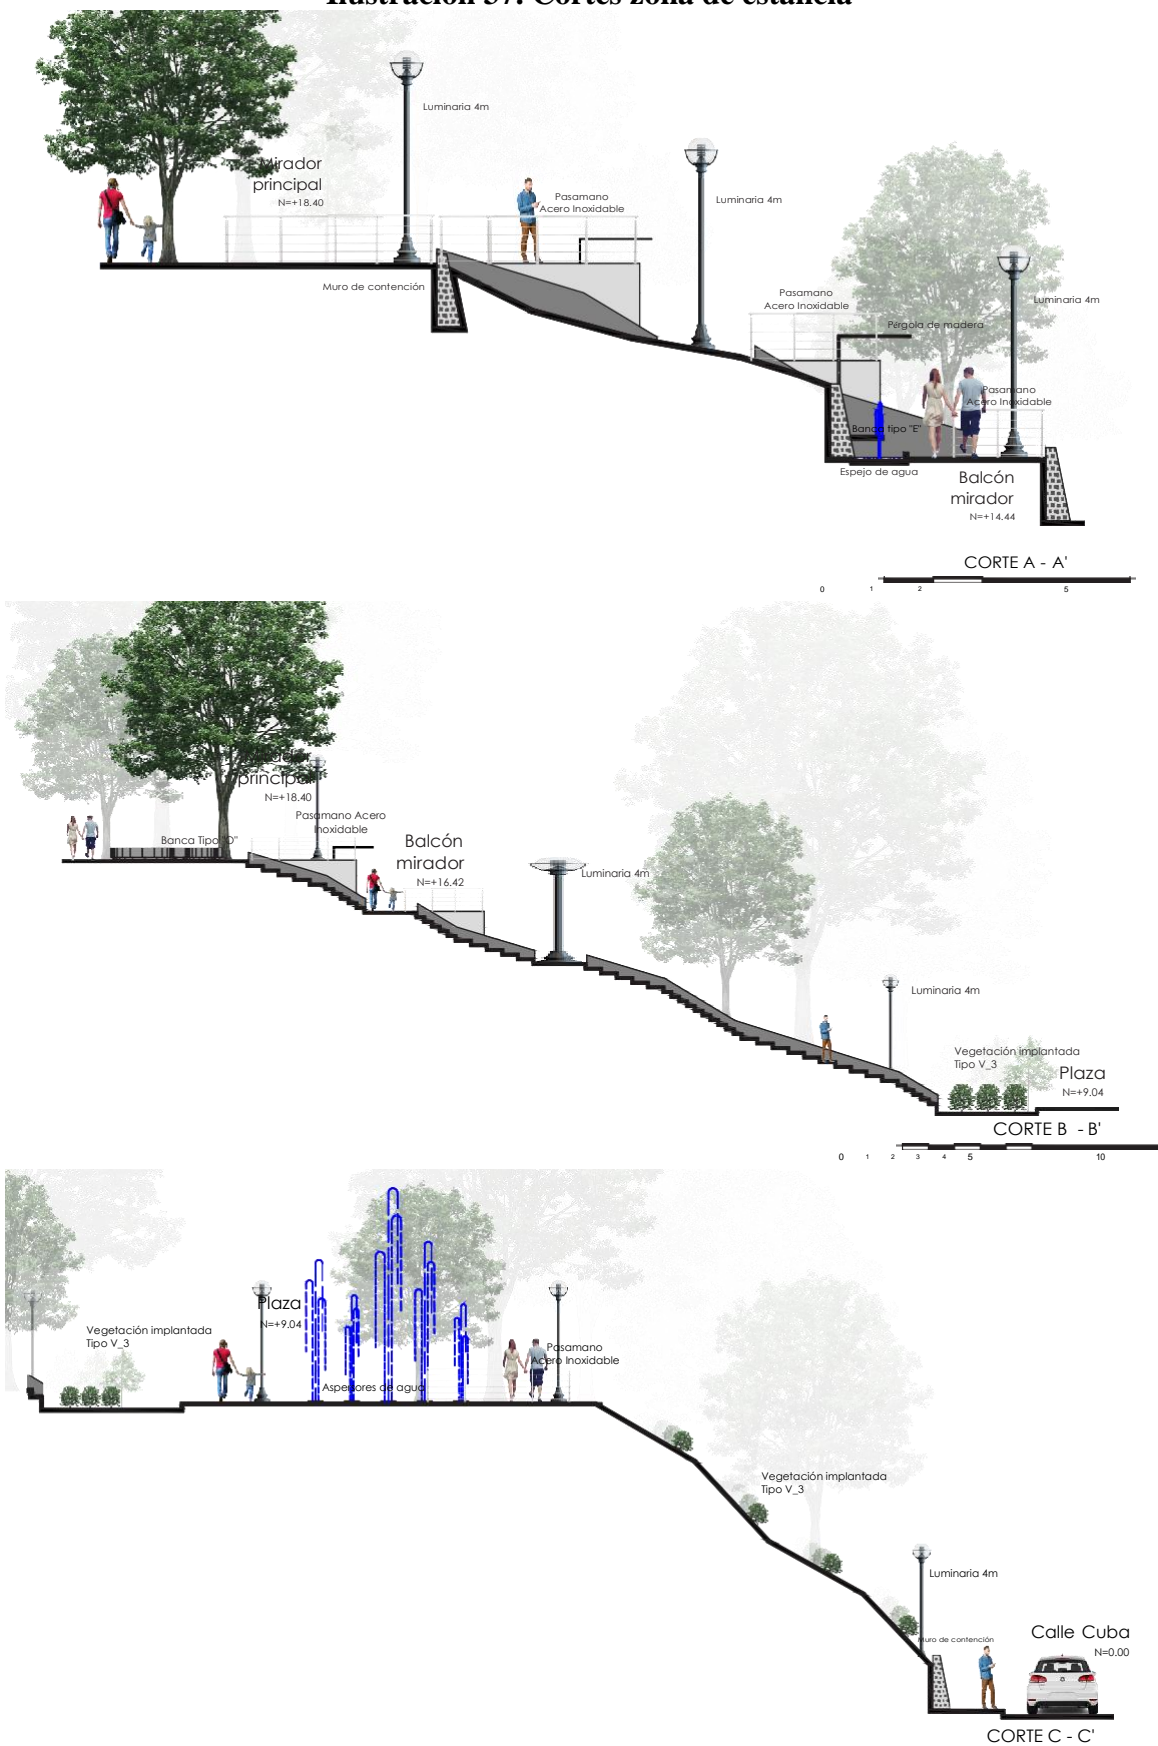 Ilustración 37. Cortes zona de estancia
Luminaria 4m
Mirador
principal
N=+18.40
Pasamano
Acero Inoxidable
Luminaria 4m
Muro de contención
Pasamano
Acero Inoxidable
Luminaria 4m
Pérgola de madera
Pasamano
Acero Inoxidable
Banca tipo "E"
Espejo de agua
Balcón
mirador
N=+14.44
CORTE A - A'
0 1 2 5
Mirador
principal
N=+18.40
Pasamano Acero
Inoxidable
Banca Tipo "D"
Balcón
mirador
N=+16.42
Luminaria 4m
Luminaria 4m
Vegetación implantada
Tipo V_3
Plaza
N=+9.04
CORTE B - B'
0 1 2 3 4 5 10
Plaza
N=+9.04
Vegetación implantada
Tipo V_3
Pasamano
Acero Inoxidable
Aspersores de agua
Vegetación implantada
Tipo V_3
Luminaria 4m
Muro de contención
Calle Cuba
N=0.00
CORTE C - C'